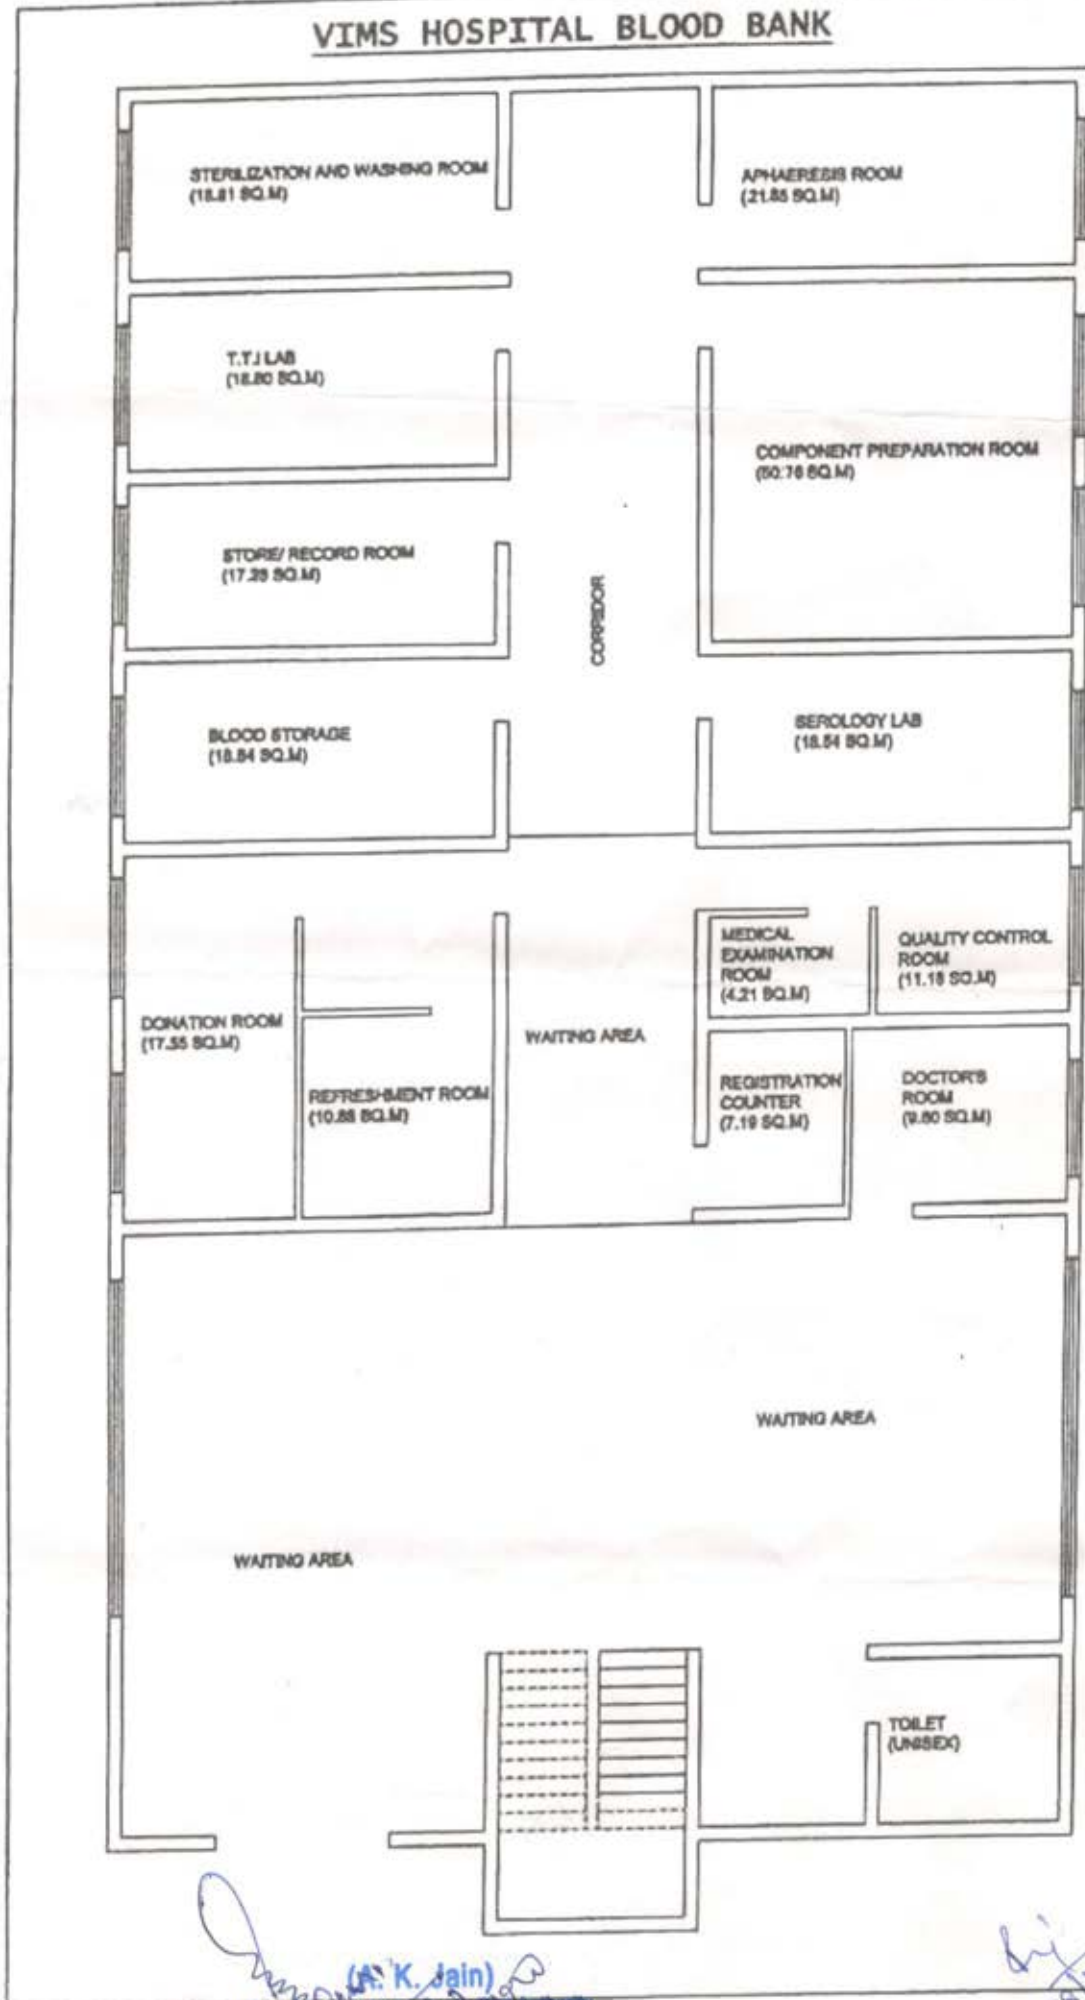 VIMS HOSPITAL BLOOD BANK
STERILIZATION AND WASHING ROOM
(18.81 SQ.M)
APHAERESIS ROOM
(21.85 SQ.M)
T.T.I LAB
(18.80 SQ.M)
COMPONENT PREPARATION ROOM
(50.76 SQ.M)
STORE/ RECORD ROOM
(17.25 SQ.M)
CORRIDOR
BLOOD STORAGE
(18.54 SQ.M)
SEROLOGY LAB
(18.54 SQ.M)
MEDICAL
EXAMINATION
ROOM
(4.21 SQ.M)
QUALITY CONTROL
ROOM
(11.18 SQ.M)
DONATION ROOM
(17.55 SQ.M)
WAITING AREA
REFRESHMENT ROOM
(10.88 SQ.M)
REGISTRATION
COUNTER
(7.19 SQ.M)
DOCTOR'S
ROOM
(9.60 SQ.M)
WAITING AREA
WAITING AREA
TOILET
(UNISEX)
(A. K. Jain)